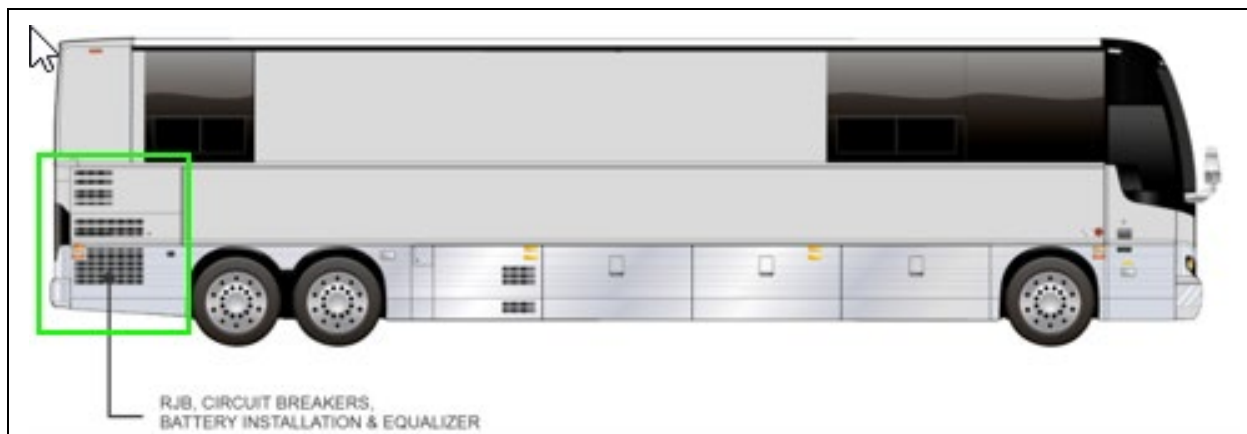 RJB, CIRCUIT BREAKERS,
BATTERY INSTALLATION & EQUALIZER